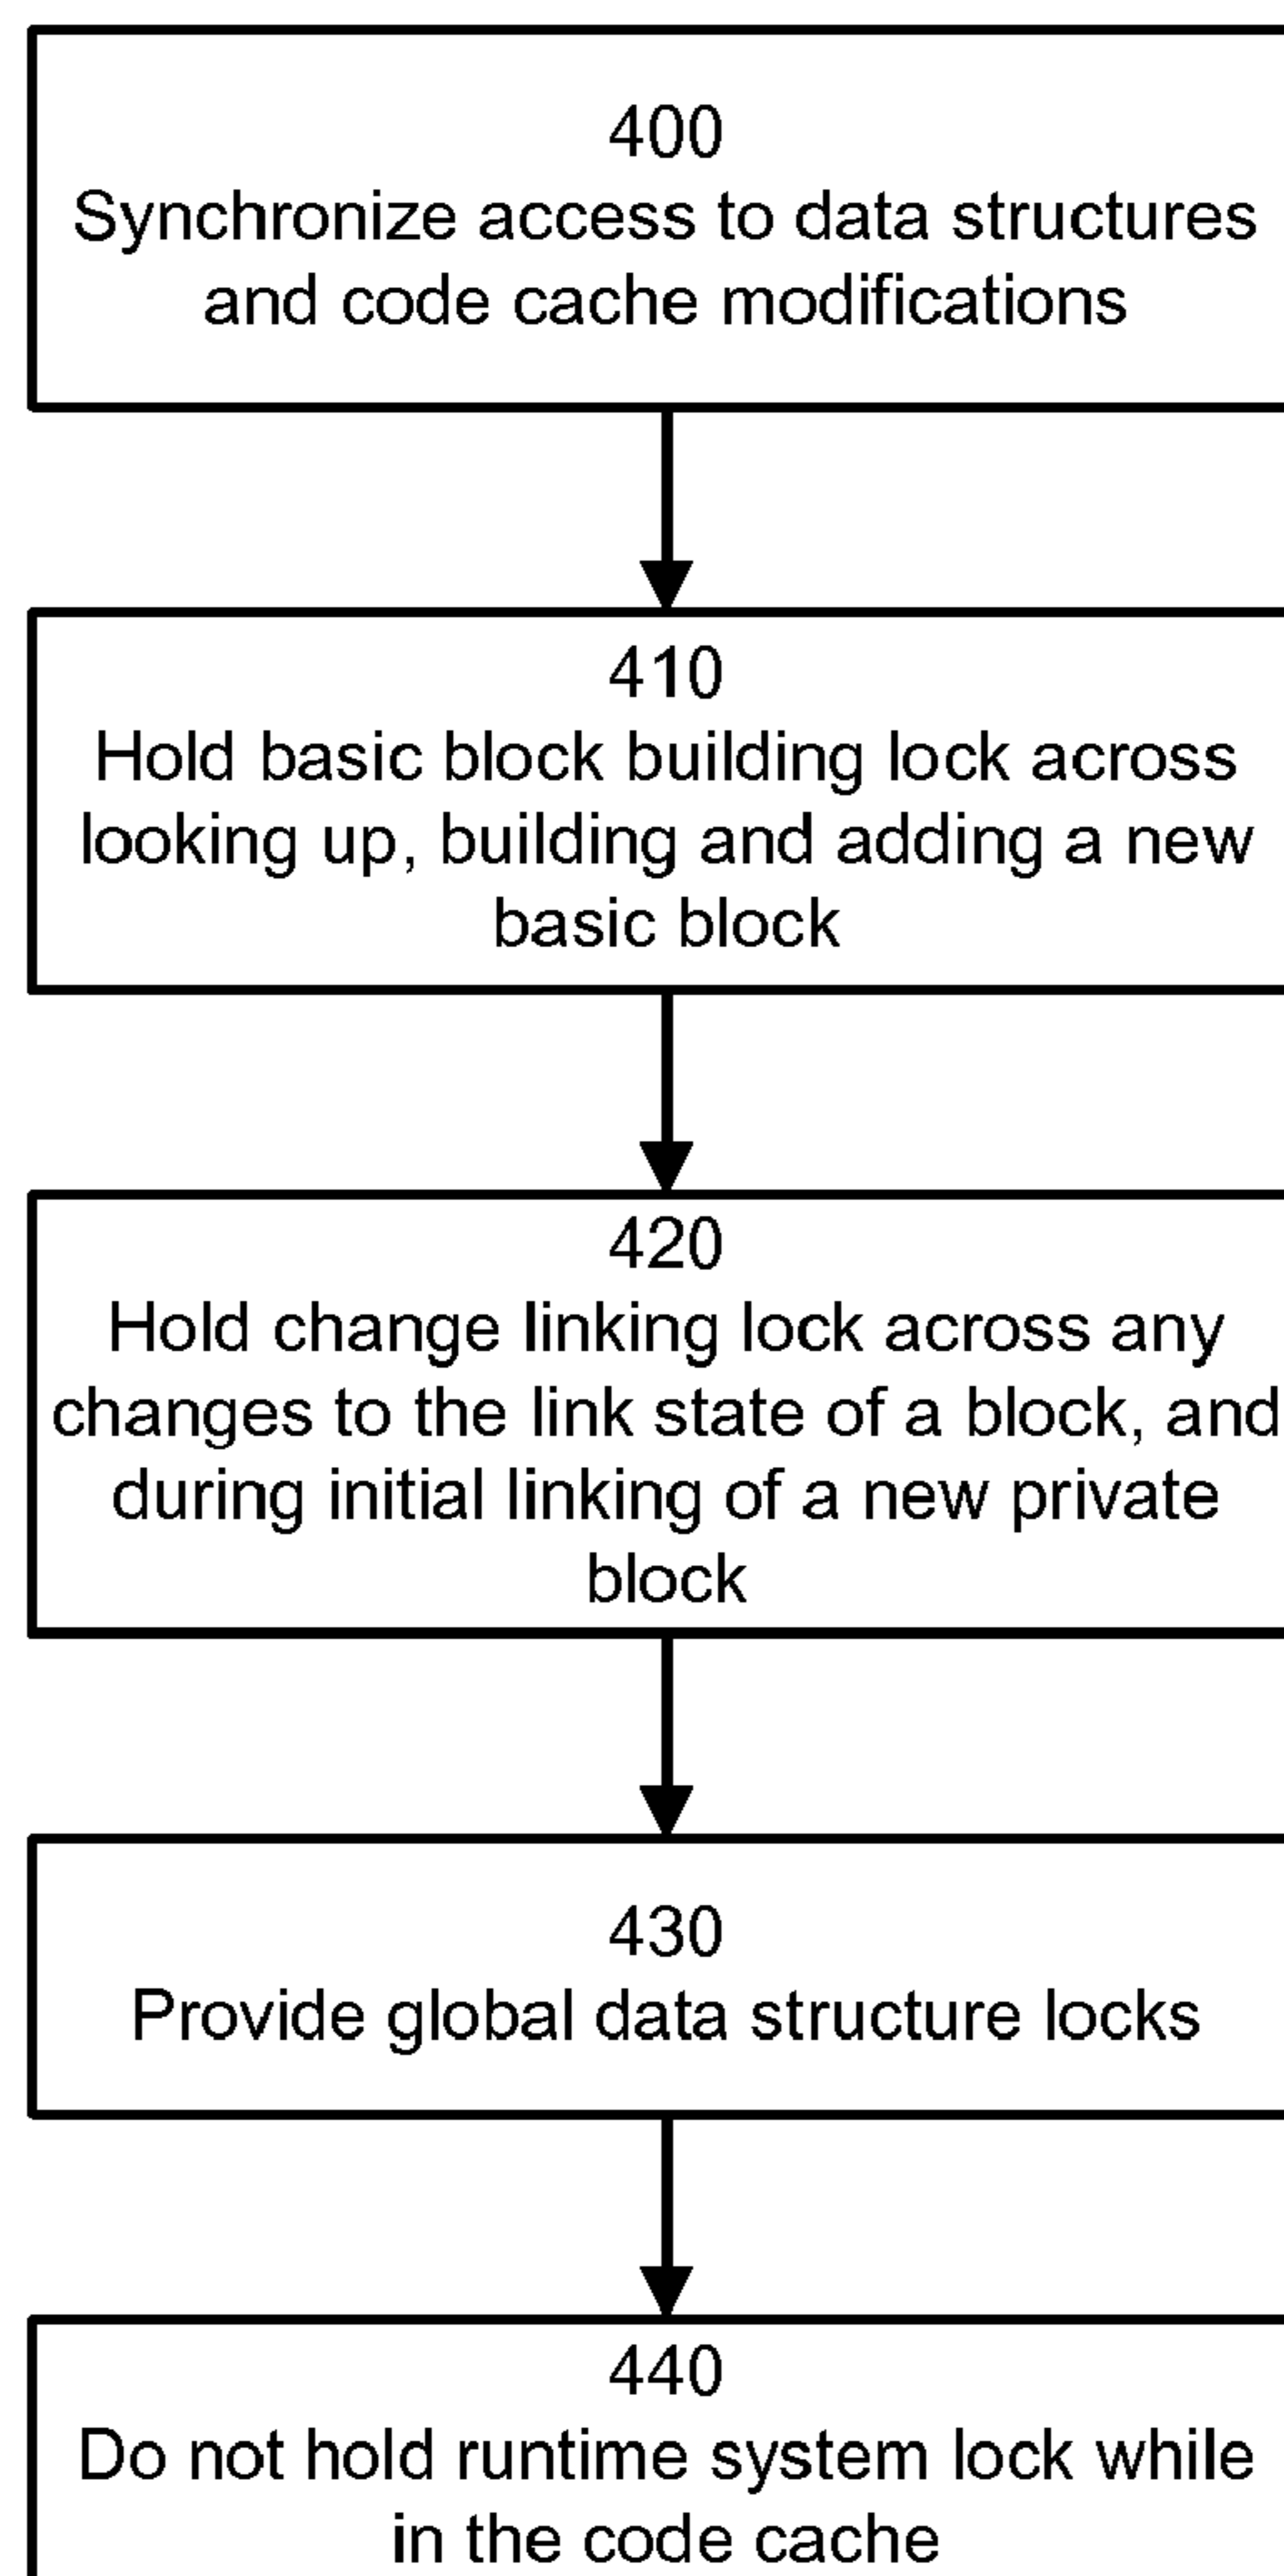 400
Synchronize access to data structures
and code cache modifications
410
Hold basic block building lock across
looking up, building and adding a new
basic block
420
Hold change linking lock across any
changes to the link state of a block, and
during initial linking of a new private
block
430
Provide global data structure locks
440
Do not hold runtime system lock while
in the code cache